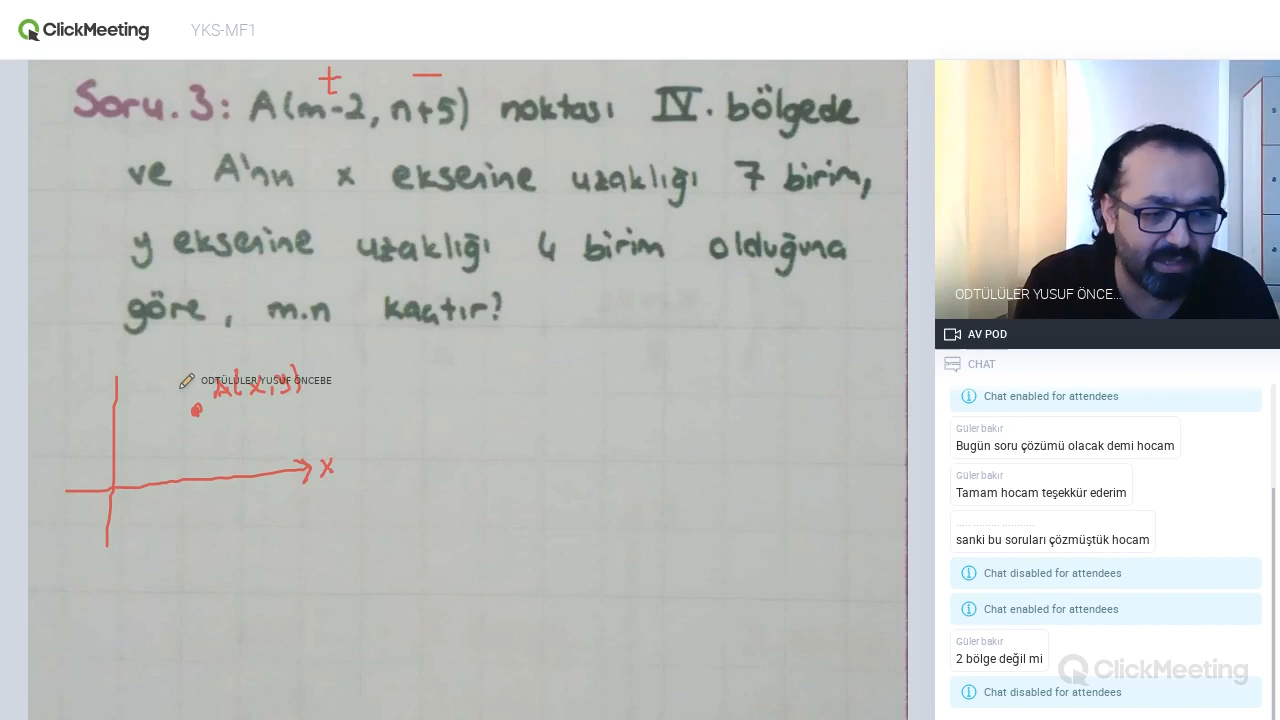 ClickMeeting
YKS-MF1
+ −
Soru.3: A(m-2, n+5) noktası IV. bölgede
ve A'nın x eksenine uzaklığı 7 birim,
y eksenine uzaklığı 4 birim olduğuna
göre, m.n kaçtır?
ODTÜLÜLER YUSUF ÖNCEBE
A(x,y)
x
ODTÜLÜLER YUSUF ÖNCE...
AV POD
CHAT
Chat enabled for attendees
Güler bakır
Bugün soru çözümü olacak demi hocam
Güler bakır
Tamam hocam teşekkür ederim
..... ......... ...........
sanki bu soruları çözmüştük hocam
Chat disabled for attendees
Chat enabled for attendees
Güler bakır
2 bölge değil mi
ClickMeeting
Chat disabled for attendees